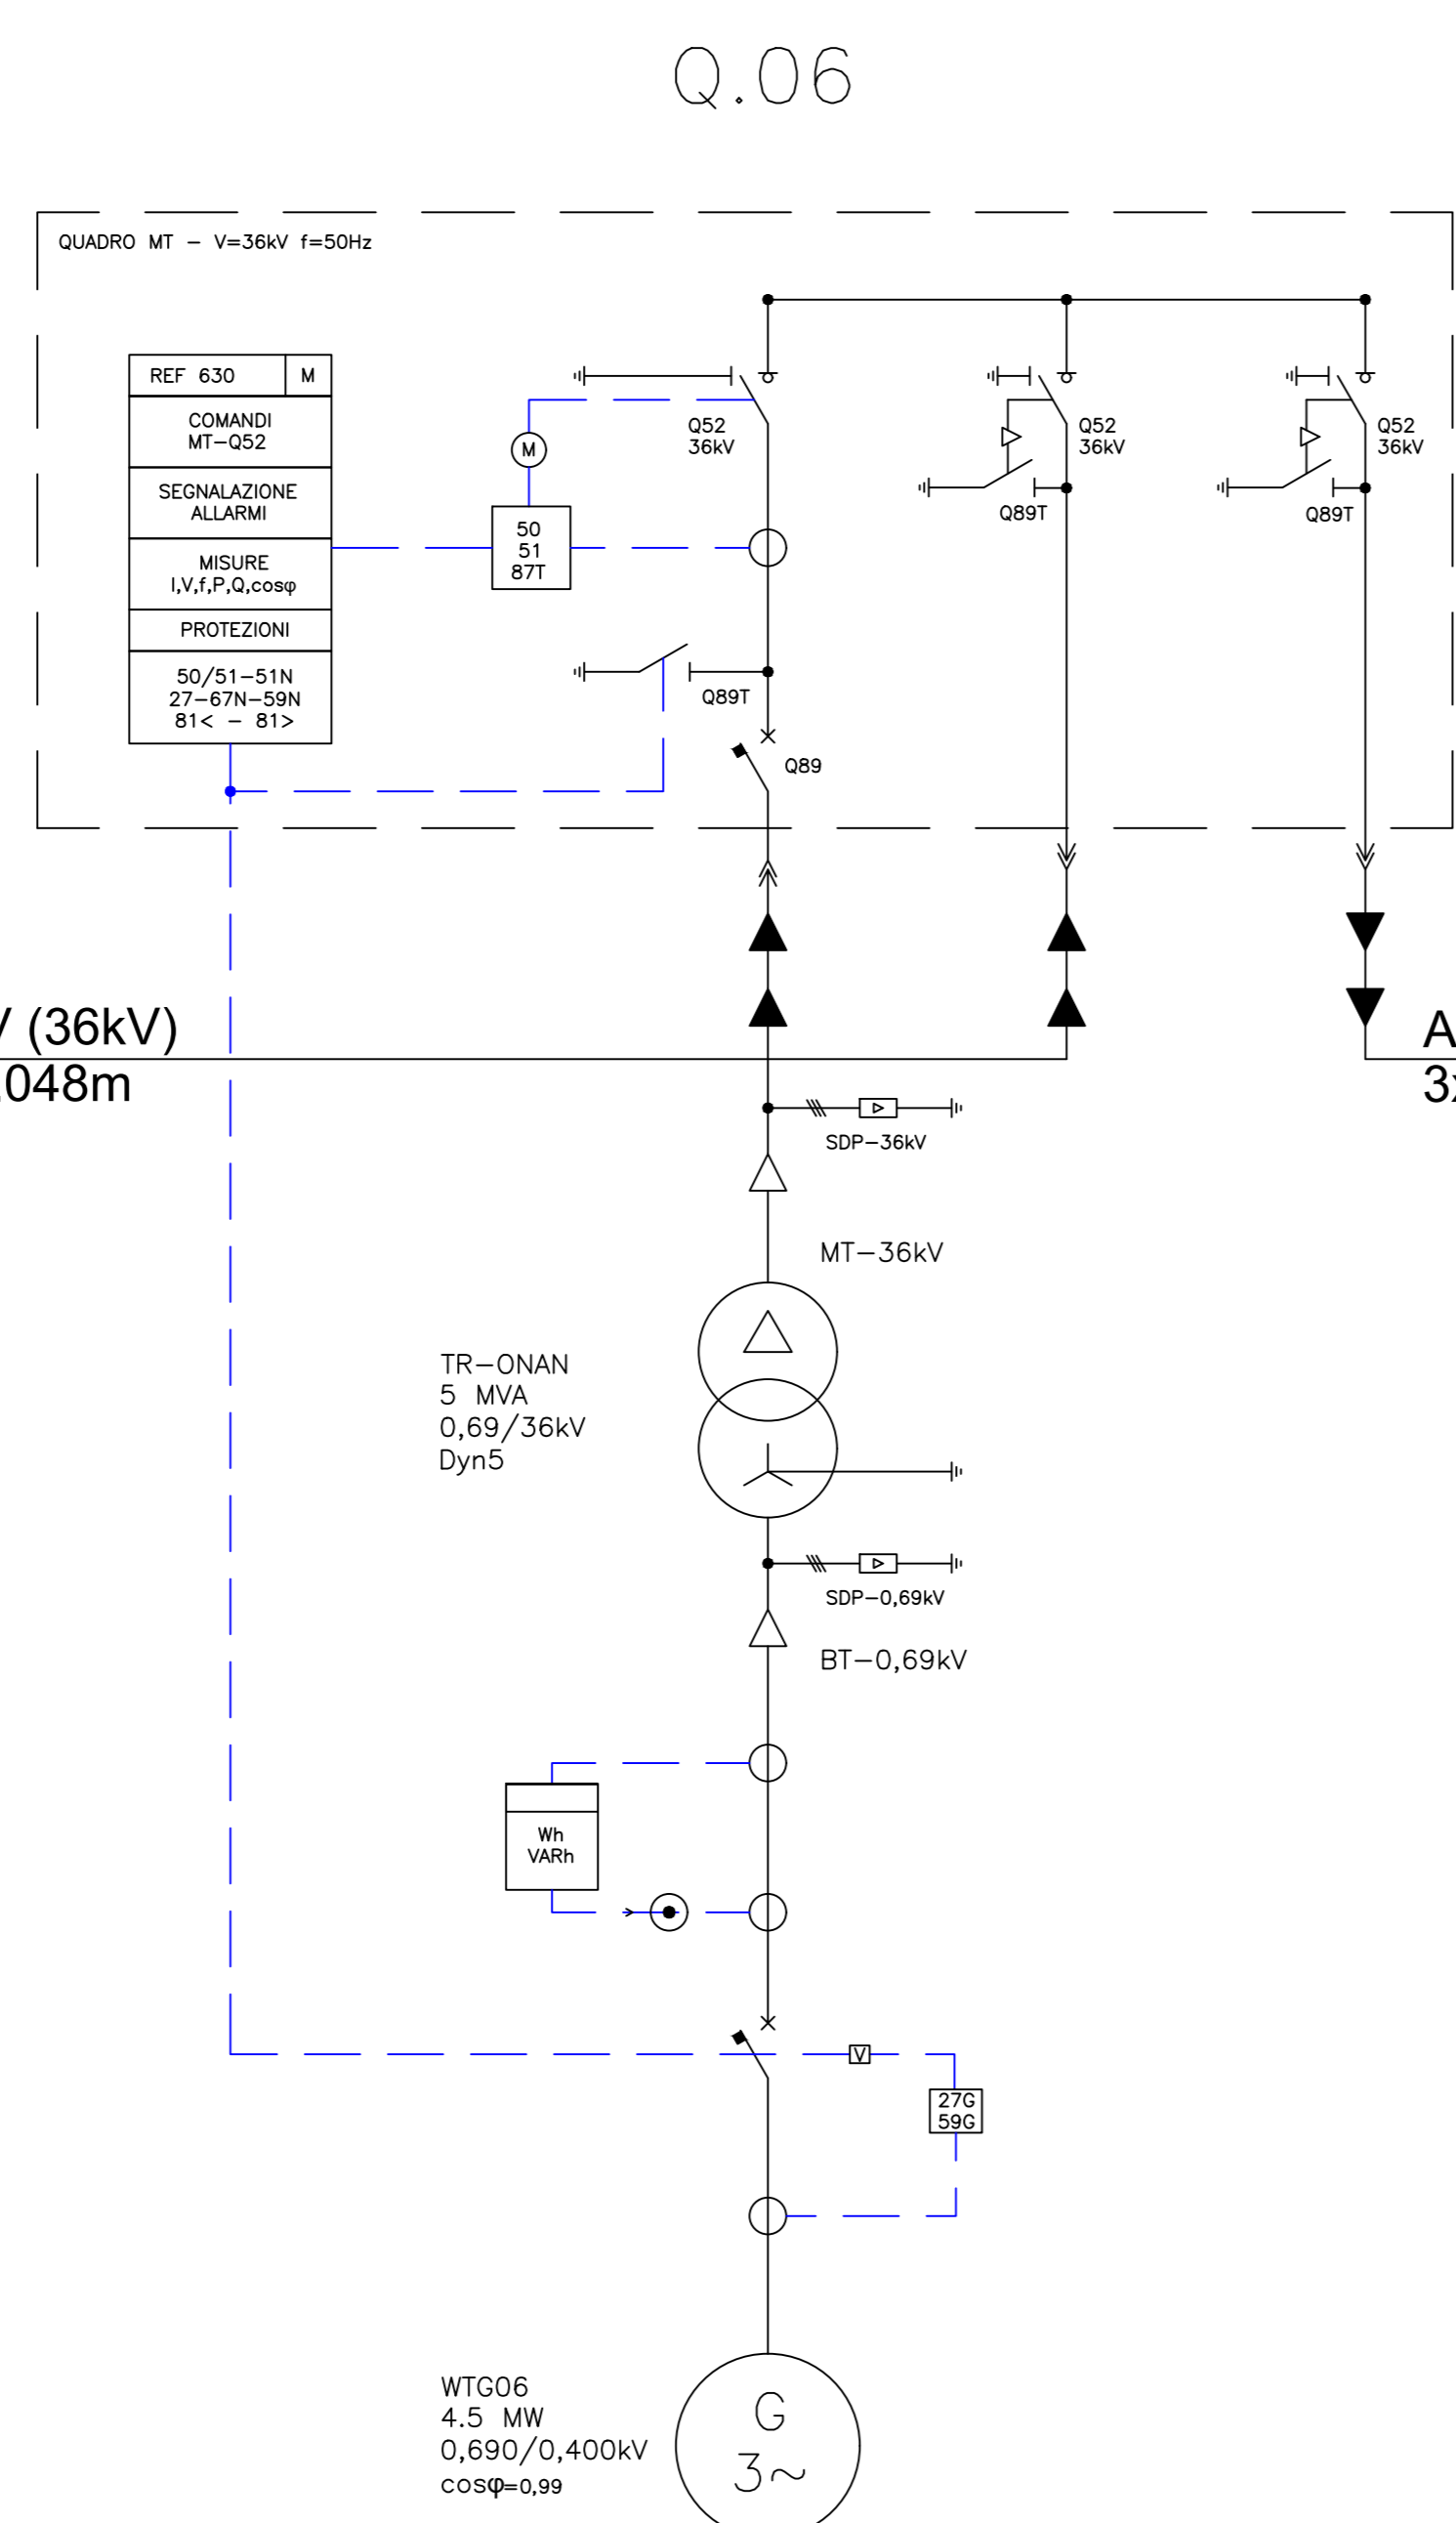 Q.06
QUADRO MT - V=36kV f=50Hz
REF 630 M
COMANDI
MT-Q52
SEGNALAZIONE
ALLARMI
MISURE
I,V,f,P,Q,cosφ
PROTEZIONI
50/51-51N
27-67N-59N
81< - 81>
M
50
51
87T
Q52
36kV
Q89T
Q89
Q52
36kV
Q89T
Q52
36kV
Q89T
V (36kV)
048m
A
3x
SDP-36kV
MT-36kV
TR-ONAN
5 MVA
0,69/36kV
Dyn5
SDP-0,69kV
BT-0,69kV
Wh
VARh
V
27G
59G
WTG06
4.5 MW
0,690/0,400kV
cosφ=0,99
G
3~